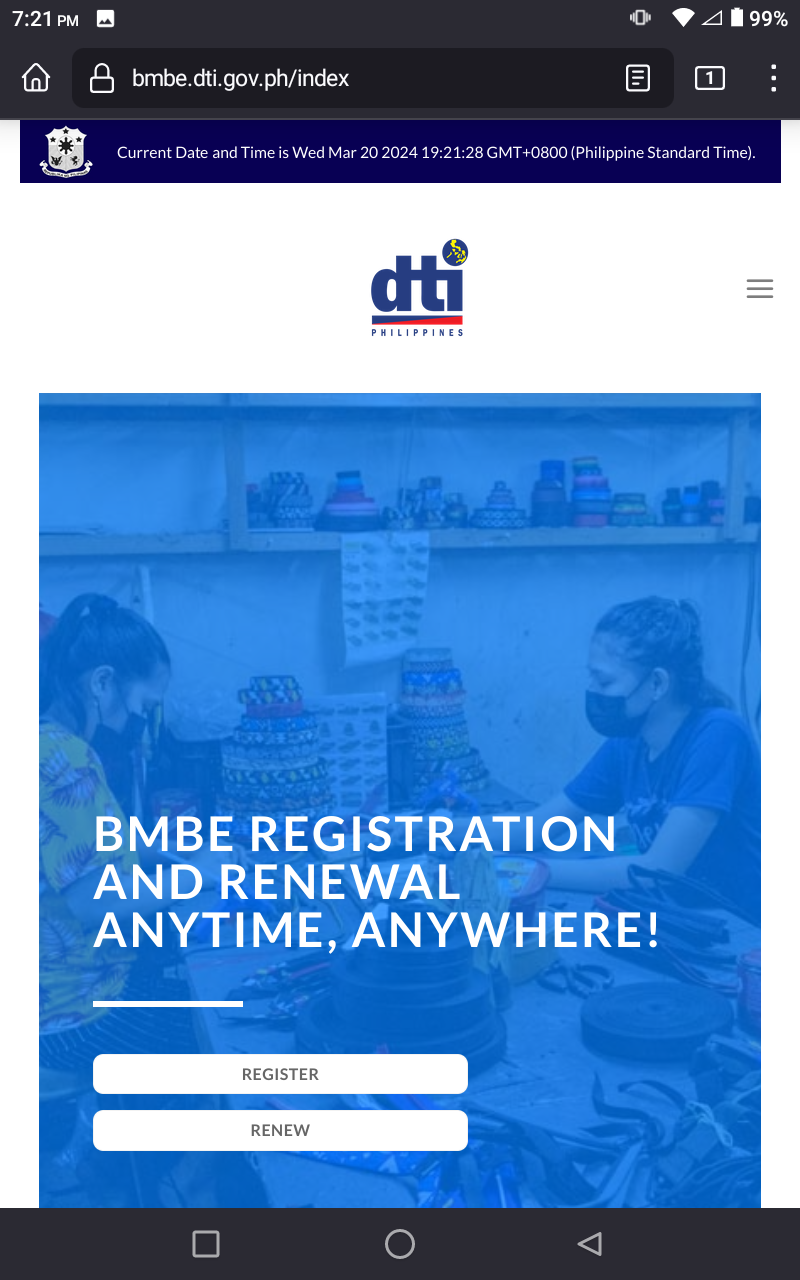 7:21 PM
99%
bmbe.dti.gov.ph/index
1
Current Date and Time is Wed Mar 20 2024 19:21:28 GMT+0800 (Philippine Standard Time).
dti
PHILIPPINES
BMBE REGISTRATION
AND RENEWAL
ANYTIME, ANYWHERE!
REGISTER
RENEW